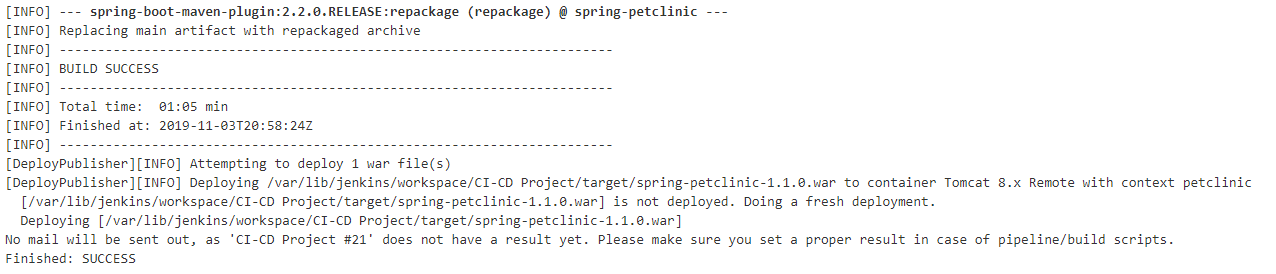 [INFO] --- spring-boot-maven-plugin:2.2.0.RELEASE:repackage (repackage) @ spring-petclinic ---
[INFO] Replacing main artifact with repackaged archive
[INFO] ------------------------------------------------------------------------
[INFO] BUILD SUCCESS
[INFO] ------------------------------------------------------------------------
[INFO] Total time:  01:05 min
[INFO] Finished at: 2019-11-03T20:58:24Z
[INFO] ------------------------------------------------------------------------
[DeployPublisher][INFO] Attempting to deploy 1 war file(s)
[DeployPublisher][INFO] Deploying /var/lib/jenkins/workspace/CI-CD Project/target/spring-petclinic-1.1.0.war to container Tomcat 8.x Remote with context petclinic
  [/var/lib/jenkins/workspace/CI-CD Project/target/spring-petclinic-1.1.0.war] is not deployed. Doing a fresh deployment.
  Deploying [/var/lib/jenkins/workspace/CI-CD Project/target/spring-petclinic-1.1.0.war]
No mail will be sent out, as 'CI-CD Project #21' does not have a result yet. Please make sure you set a proper result in case of pipeline/build scripts.
Finished: SUCCESS